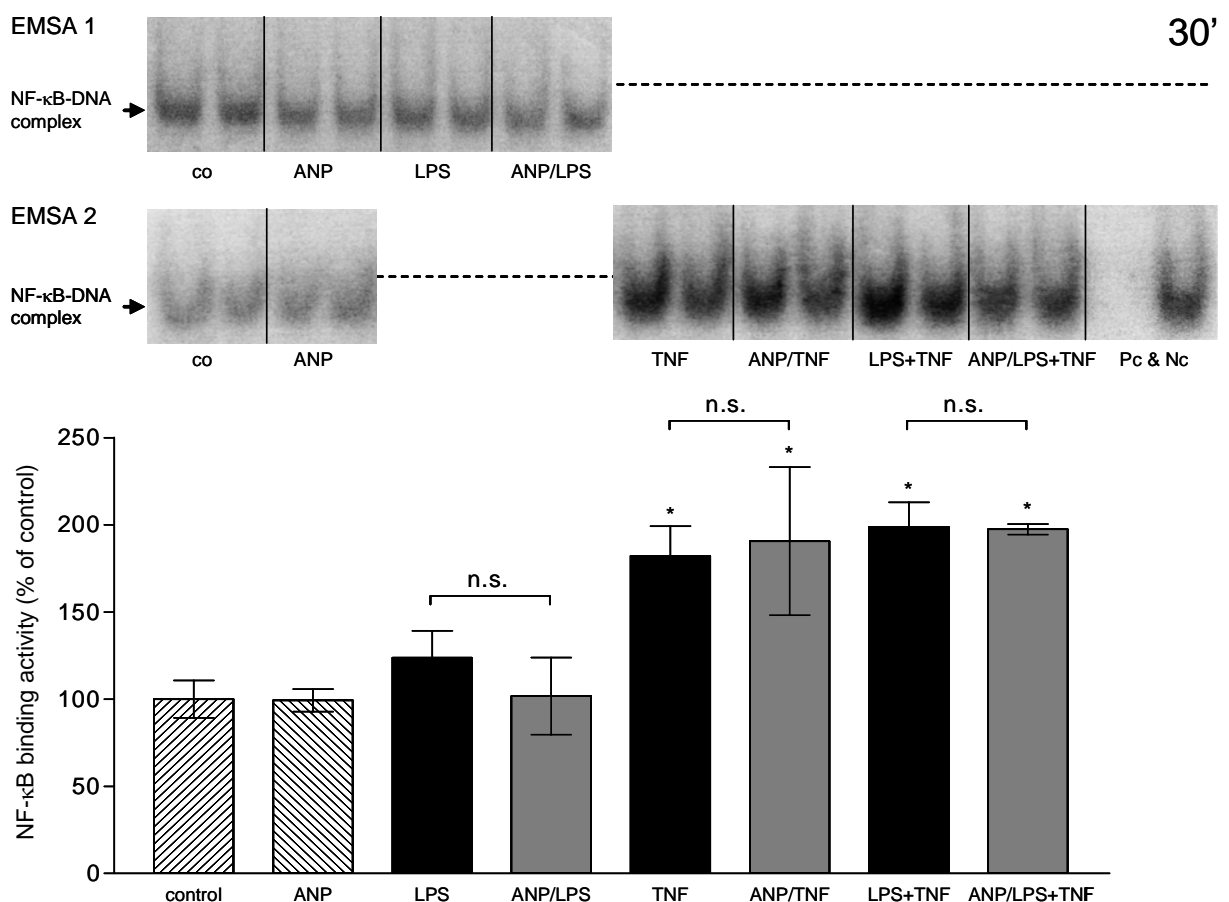 EMSA 1
30’
NF-κB-DNA
complex
co ANP LPS ANP/LPS
EMSA 2
NF-κB-DNA
complex
co ANP TNF ANP/TNF LPS+TNF ANP/LPS+TNF Pc & Nc
n.s. n.s.
250
* *
* *
200
n.s.
150
100
50
0
NF-κB binding activity (% of control)
control ANP LPS ANP/LPS TNF ANP/TNF LPS+TNF ANP/LPS+TNF